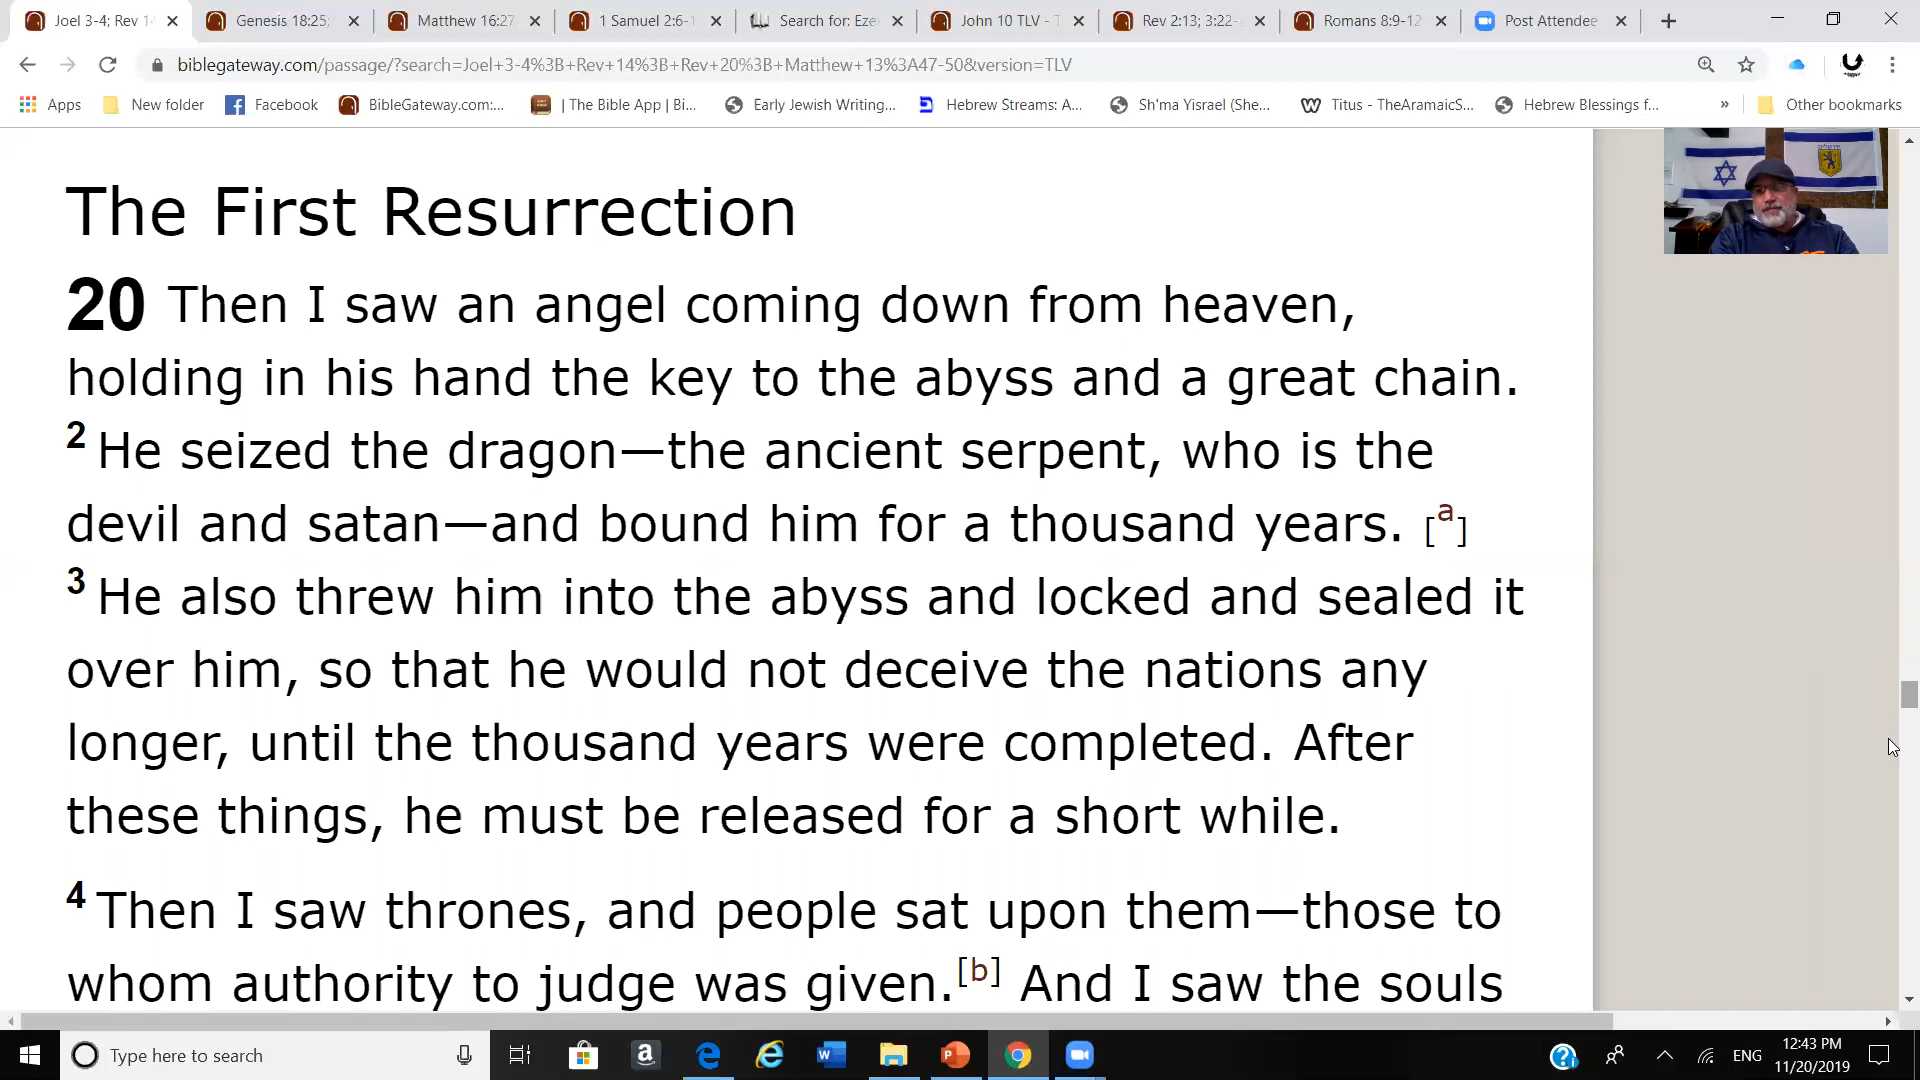 Joel 3-4; Rev 14
Genesis 18:25;
Matthew 16:27
1 Samuel 2:6-1
Search for: Eze
John 10 TLV - T
Rev 2:13; 3:22-
Romans 8:9-12
Post Attendee
biblegateway.com/passage/?search=Joel+3-4%3B+Rev+14%3B+Rev+20%3B+Matthew+13%3A47-50&version=TLV
Apps
New folder
Facebook
BibleGateway.com:...
| The Bible App | Bi...
Early Jewish Writing...
Hebrew Streams: A...
Sh'ma Yisrael (She...
Titus - TheAramaicS...
Hebrew Blessings f...
»
Other bookmarks
The First Resurrection
20 Then I saw an angel coming down from heaven,
holding in his hand the key to the abyss and a great chain.
2 He seized the dragon—the ancient serpent, who is the
devil and satan—and bound him for a thousand years. [a]
3 He also threw him into the abyss and locked and sealed it
over him, so that he would not deceive the nations any
longer, until the thousand years were completed. After
these things, he must be released for a short while.
4 Then I saw thrones, and people sat upon them—those to
whom authority to judge was given.[b] And I saw the souls
Type here to search
ENG
12:43 PM
11/20/2019